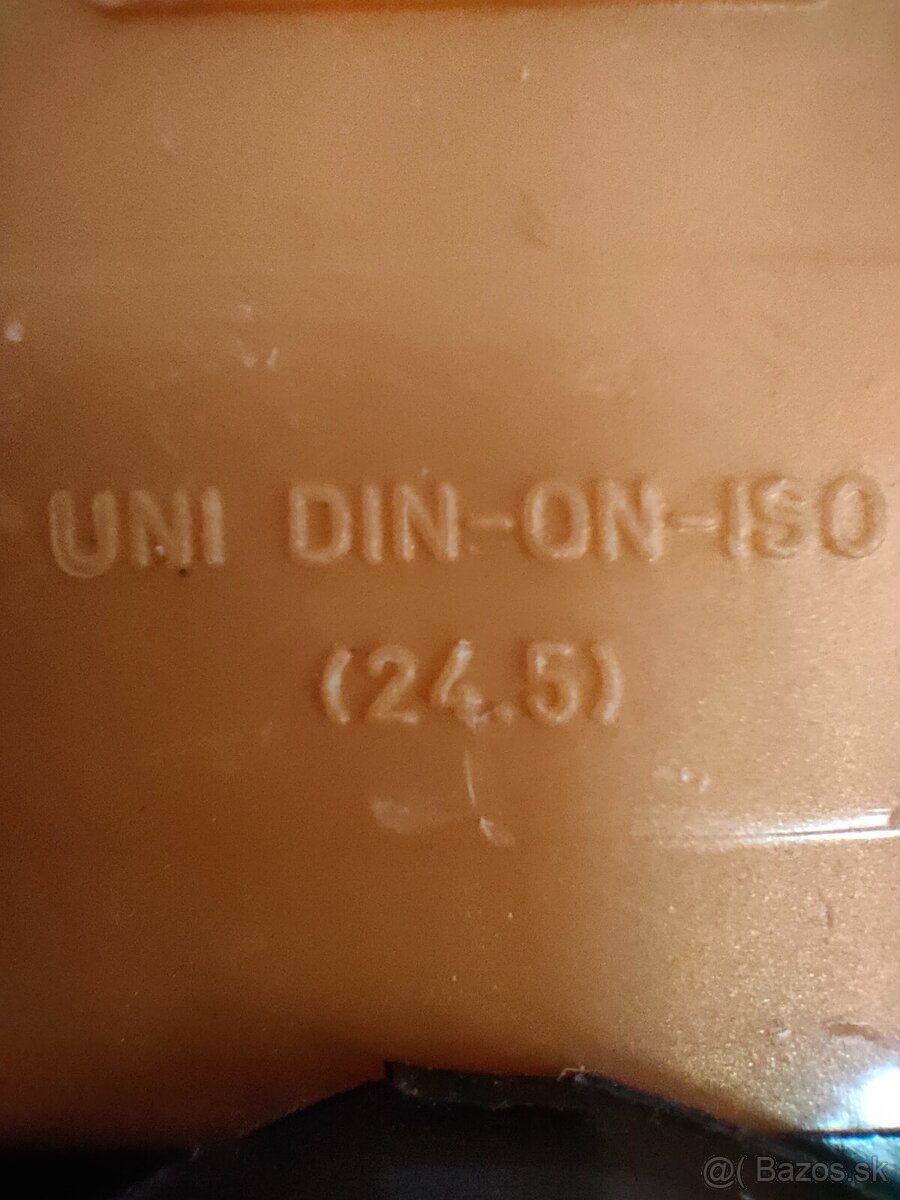 UNI DIN-ON-ISO
(24.5)
@( Bazos.sk